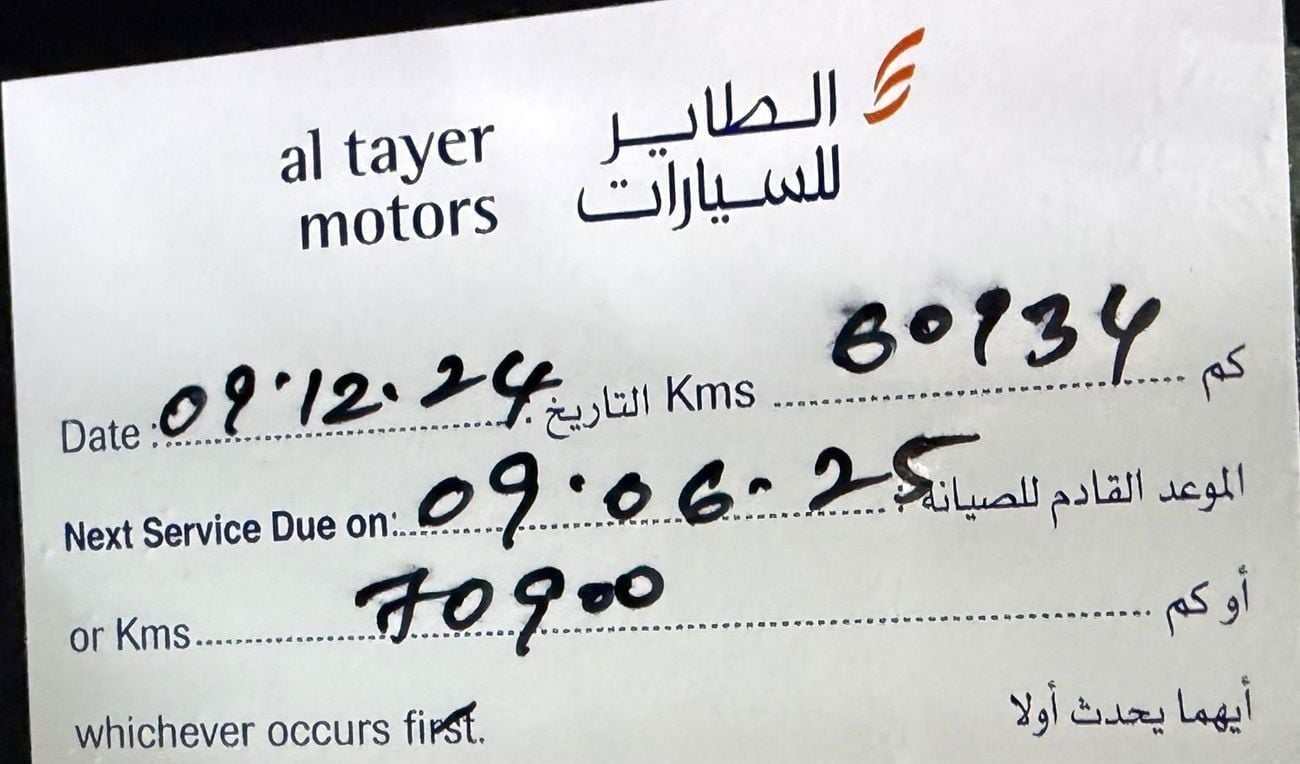 al tayer
motors
الطاير
للسيارات
Date : 09.12.24 التاريخ : Kms 60934 كم
Next Service Due on: 09.06.25 الموعد القادم للصيانة :
or Kms 70900 أو كم
whichever occurs first. أيهما يحدث أولا